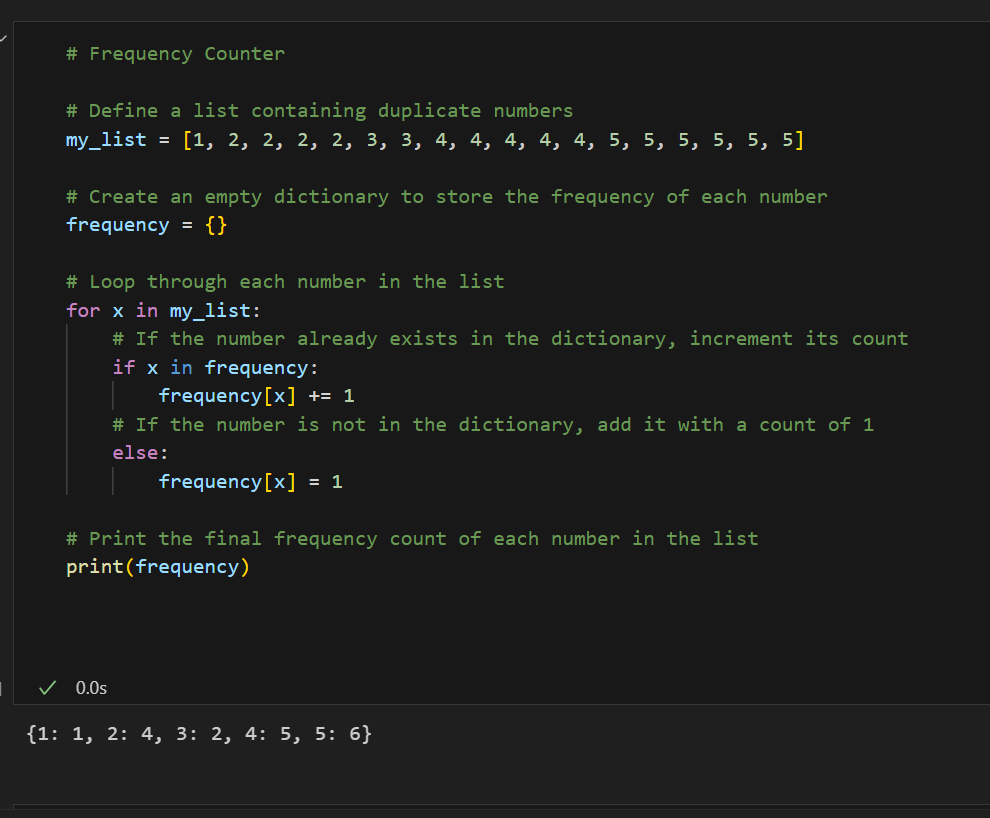 # Frequency Counter
# Define a list containing duplicate numbers
my_list = [1, 2, 2, 2, 2, 3, 3, 4, 4, 4, 4, 4, 5, 5, 5, 5, 5, 5]
# Create an empty dictionary to store the frequency of each number
frequency = {}
# Loop through each number in the list
for x in my_list:
    # If the number already exists in the dictionary, increment its count
    if x in frequency:
        frequency[x] += 1
    # If the number is not in the dictionary, add it with a count of 1
    else:
        frequency[x] = 1
# Print the final frequency count of each number in the list
print(frequency)
0.0s
{1: 1, 2: 4, 3: 2, 4: 5, 5: 6}